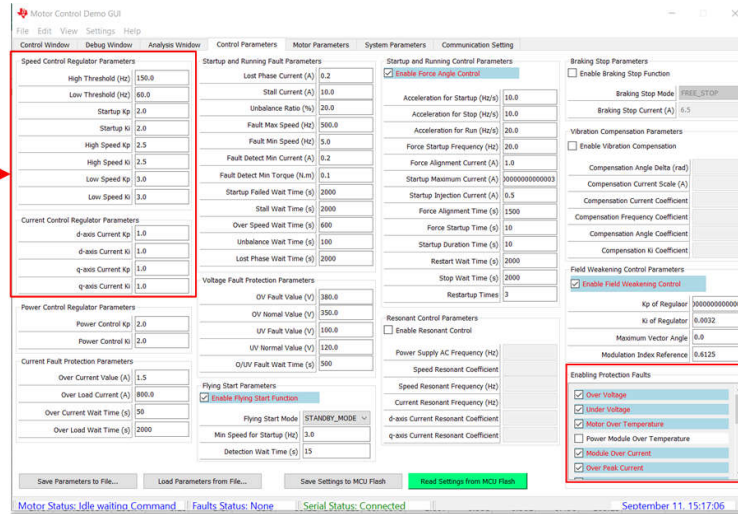 Motor Control Demo GUI
File Edit View Settings Help
Control Window Debug Window Analysis Wnidow Control Parameters Motor Parameters System Parameters Communication Setting
Speed Control Regulator Parameters
High Threshold (Hz) 150.0
Low Threshold (Hz) 60.0
Startup Kp 2.0
Startup Ki 2.0
High Speed Kp 2.5
High Speed Ki 2.5
Low Speed Kp 3.0
Low Speed Ki 3.0
Current Control Regulator Parameters
d-axis Current Kp 1.0
d-axis Current Ki 1.0
q-axis Current Kp 1.0
q-axis Current Ki 1.0
Power Control Regulator Parameters
Power Control Kp 2.0
Power Control Ki 2.0
Current Fault Protection Parameters
Over Current Value (A) 1.5
Over Load Current (A) 800.0
Over Current Wait Time (s) 50
Over Load Wait Time (s) 2000
Startup and Running Fault Parameters
Lost Phase Current (A) 0.2
Stall Current (A) 10.0
Unbalance Ratio (%) 20.0
Fault Max Speed (Hz) 500.0
Fault Min Speed (Hz) 5.0
Fault Detect Min Current (A) 0.2
Fault Detect Min Torque (N.m) 0.1
Startup Failed Wait Time (s) 2000
Stall Wait Time (s) 2000
Over Speed Wait Time (s) 600
Unbalance Wait Time (s) 100
Lost Phase Wait Time (s) 2000
Voltage Fault Protection Parameters
OV Fault Value (V) 380.0
OV Nomal Value (V) 350.0
UV Fault Value (V) 100.0
UV Normal Value (V) 120.0
O/UV Fault Wait Time (s) 500
Flying Start Parameters
Enable Flying Start Function
Flying Start Mode STANDBY_MODE
Min Speed for Startup (Hz) 3.0
Detection Wait Time (s) 15
Startup and Running Control Parameters
Enable Force Angle Control
Acceleration for Startup (Hz/s) 10.0
Acceleration for Stop (Hz/s) 10.0
Acceleration for Run (Hz/s) 20.0
Force Startup Frequency (Hz) 20.0
Force Alignment Current (A) 1.0
Startup Maximum Current (A)
Startup Injection Current (A) 0.5
Force Alignment Time (s) 1500
Force Startup Time (s) 10
Startup Duration Time (s) 10
Restart Wait Time (s) 2000
Stop Wait Time (s) 2000
Restartup Times 3
Resonant Control Parameters
Enable Resonant Control
Power Supply AC Frequency (Hz)
Speed Resonant Coefficient
Speed Resonant Frequency (Hz)
Current Resonant Frequency (Hz)
d-axis Current Resonant Coefficient
q-axis Current Resonant Coefficient
Braking Stop Parameters
Enable Braking Stop Function
Braking Stop Mode FREE_STOP
Braking Stop Current (A) 6.5
Vibration Compensation Parameters
Enable Vibration Compensation
Compensation Angle Delta (rad)
Compensation Current Scale (A)
Compensation Current Coefficient
Compensation Frequency Coefficient
Compensation Angle Coefficient
Compensation Ki Coefficient
Field Weakening Control Parameters
Enable Field Weakening Control
Kp of Regulaor
Ki of Regulator 0.0032
Maximum Vector Angle 0.0
Modulation Index Reference 0.6125
Enabling Protection Faults
Over Voltage
Under Voltage
Motor Over Temperature
Power Module Over Temperature
Module Over Current
Over Peak Current
Save Parameters to File... Load Parameters from File... Save Settings to MCU Flash Read Settings from MCU Flash
Motor Status: Idle waiting Command Faults Status: None Serial Status: Connected September 11. 15:17:06